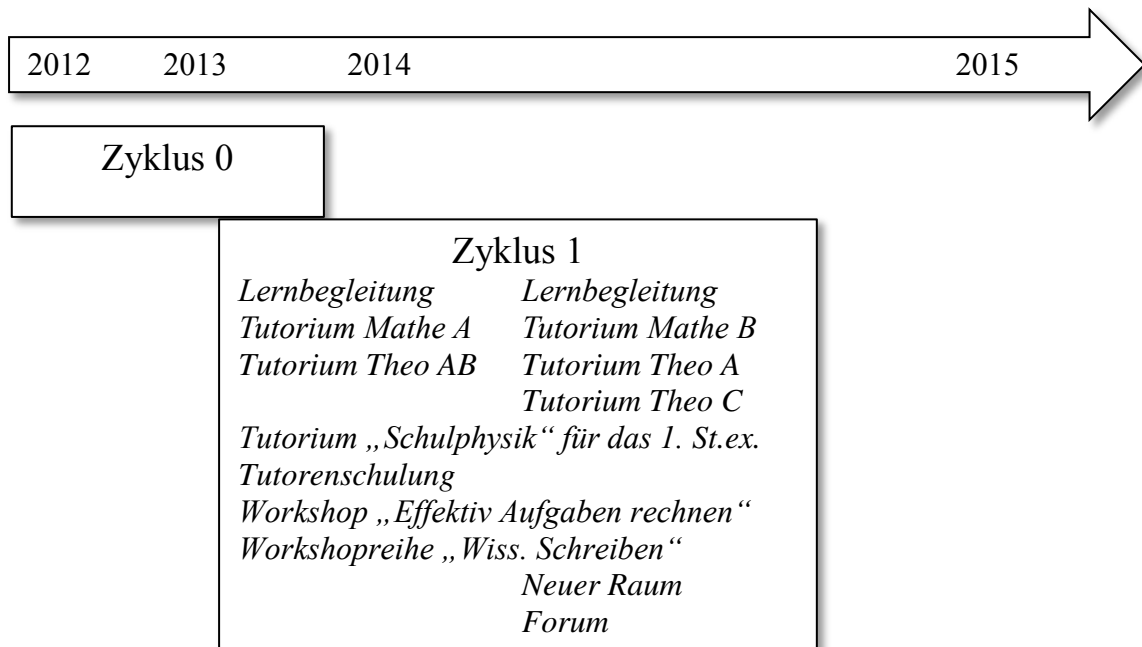 2012 2013 2014 2015
Zyklus 0
Zyklus 1
Lernbegleitung Lernbegleitung
Tutorium Mathe A Tutorium Mathe B
Tutorium Theo AB Tutorium Theo A
Tutorium Theo C
Tutorium „Schulphysik“ für das 1. St.ex.
Tutorenschulung
Workshop „Effektiv Aufgaben rechnen“
Workshopreihe „Wiss. Schreiben“
Neuer Raum
Forum